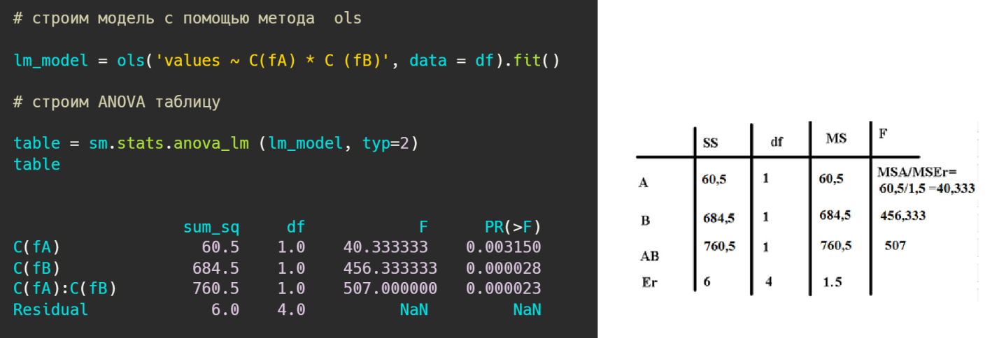 # строим модель с помощью метода  ols
lm_model = ols('values ~ C(fA) * C (fB)', data = df).fit()
# строим ANOVA таблицу
table = sm.stats.anova_lm (lm_model, typ=2)
table
sum_sq df F PR(>F)
C(fA) 60.5 1.0 40.333333 0.003150
C(fB) 684.5 1.0 456.333333 0.000028
C(fA):C(fB) 760.5 1.0 507.000000 0.000023
Residual 6.0 4.0 NaN NaN
SS df MS F
A 60,5 1 60,5 MSA/MSEr=
60,5/1,5 =40,333
B 684,5 1 684,5 456,333
AB 760,5 1 760,5 507
Er 6 4 1.5